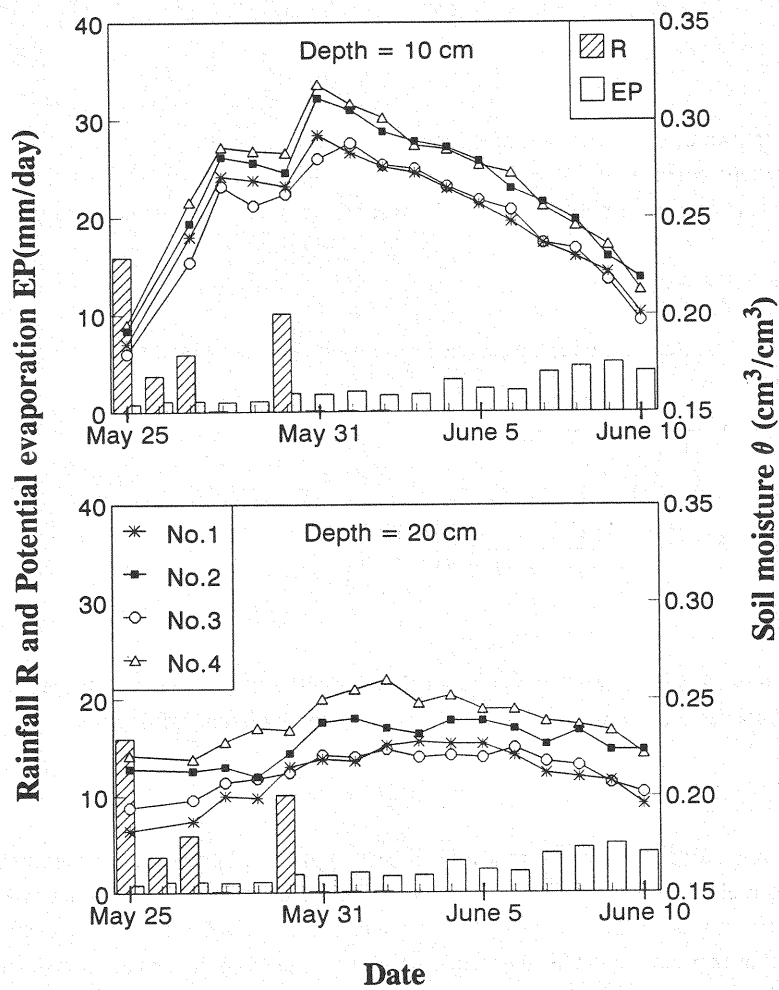 Rainfall R and Potential evaporation EP(mm/day)
Soil moisture θ (cm³/cm³)
Depth = 10 cm
R
EP
40
30
20
10
0
0.35
0.30
0.25
0.20
0.15
May 25
May 31
June 5
June 10
Depth = 20 cm
No.1
No.2
No.3
No.4
40
30
20
10
0
0.35
0.30
0.25
0.20
0.15
May 25
May 31
June 5
June 10
Date